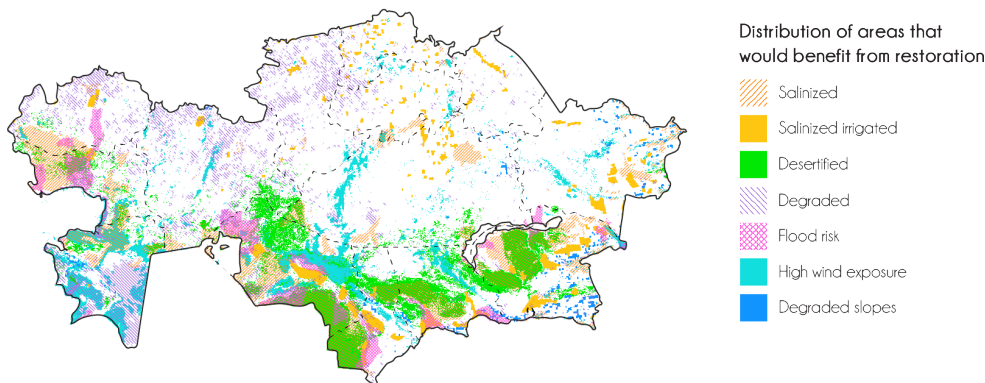 Distribution of areas that
would benefit from restoration
Salinized
Salinized irrigated
Desertified
Degraded
Flood risk
High wind exposure
Degraded slopes